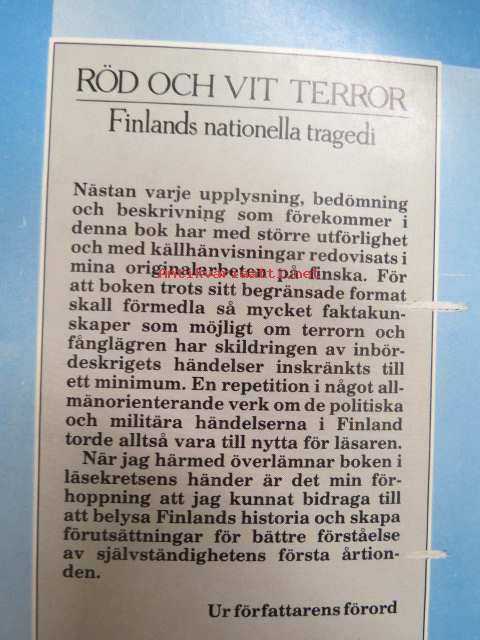 RÖD OCH VIT TERROR
Finlands nationella tragedi
Nästan varje upplysning, bedömning
och beskrivning som förekommer i
denna bok har med större utförlighet
och med källhänvisningar redovisats i
mina originalarbeten på finska. För
att boken trots sitt begränsade format
skall förmedla så mycket faktakun-
skaper som möjligt om terrorn och
fånglägren har skildringen av inbör-
deskrigets händelser inskränkts till
ett minimum. En repetition i något all-
mänorienterande verk om de politiska
och militära händelserna i Finland
torde alltså vara till nytta för läsaren.
När jag härmed överlämnar boken i
läsekretsens händer är det min för-
hoppning att jag kunnat bidraga till
att belysa Finlands historia och skapa
förutsättningar för bättre förståelse
av självständighetens första årtion-
den.
Ur författarens förord